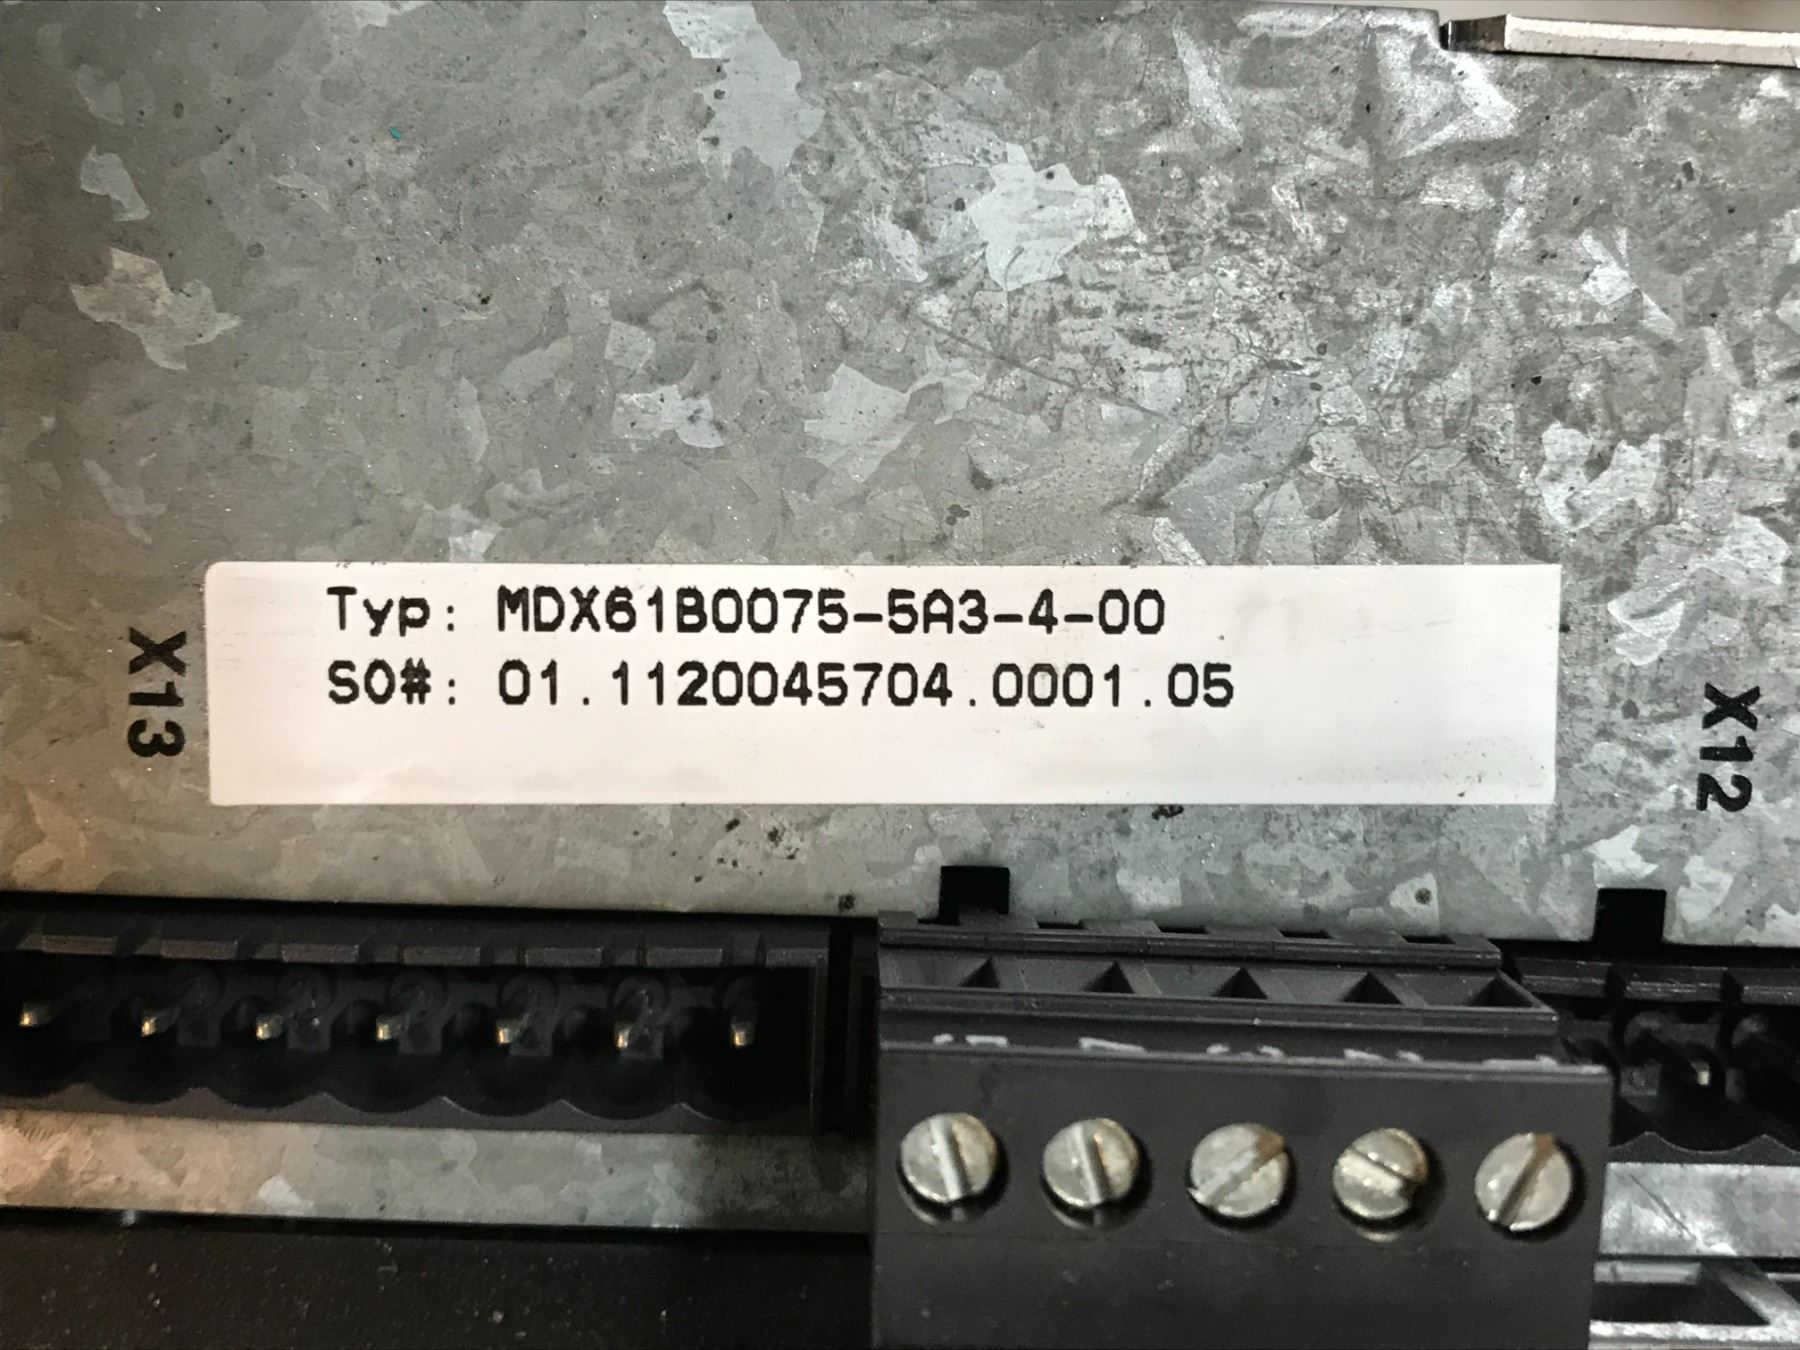 Typ: MDX61B0075-5A3-4-00
SO#: 01.1120045704.0001.05
X13
X12